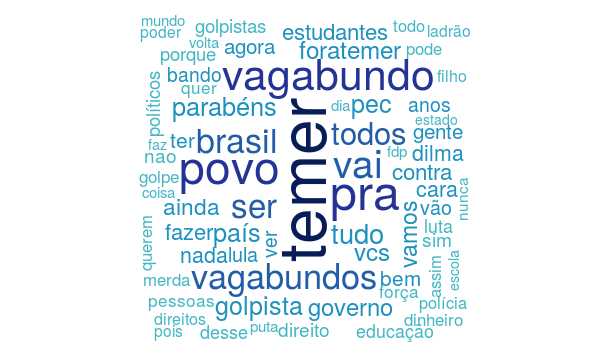 mundo
poder
golpistas
estudantes
todo
ladrão
volta
porque
agora
foratemer
pode
políticos
bando
vagabundo
filho
quer
parabéns
temer
dia
pec
anos
estado
faz
ter
brasil
todos
gente
não
povo
vai
fdp
dilma
golpe
contra
coisa
pra
cara
nunca
ainda
ser
vamos
vão
querem
fazer
país
ver
tudo
luta
sim
nada
lula
vcs
assim
escola
merda
vagabundos
bem
força
pessoas
golpista
governo
polícia
direitos
dinheiro
pois
desse
puta
direito
educação